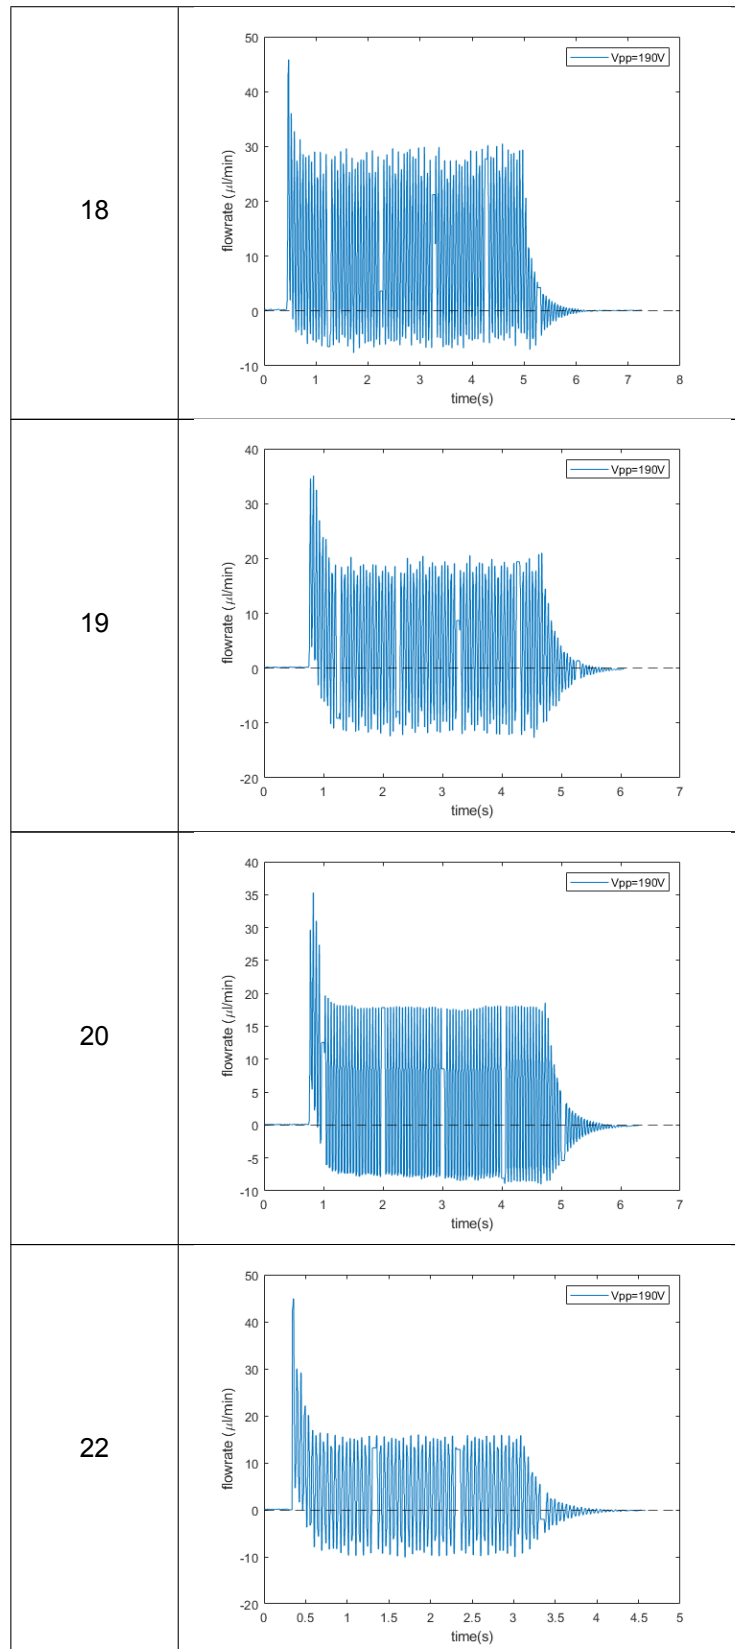 18
50
40
30
20
10
0
-10
flowrate (μl/min)
Vpp=190V
0 1 2 3 4 5 6 7 8
time(s)
19
40
30
20
10
0
-10
-20
flowrate (μl/min)
Vpp=190V
0 1 2 3 4 5 6 7
time(s)
20
40
35
30
25
20
15
10
5
0
-5
-10
flowrate (μl/min)
Vpp=190V
0 1 2 3 4 5 6 7
time(s)
22
50
40
30
20
10
0
-10
-20
flowrate (μl/min)
Vpp=190V
0 0.5 1 1.5 2 2.5 3 3.5 4 4.5 5
time(s)